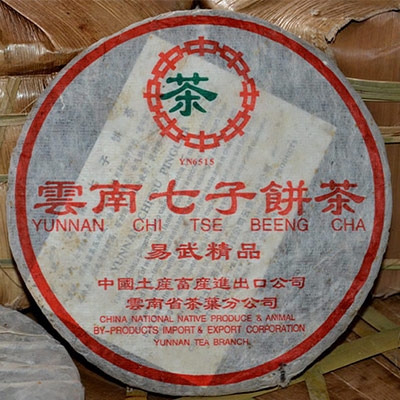 茶
YN6515
雲南七子餅茶
YUNNAN CHI TSE BEENG CHA
易武精品
中國土産畜産進出口公司
雲南省茶葉分公司
CHINA NATIONAL NATIVE PRODUCE & ANIMAL
BY-PRODUCTS IMPORT & EXPORT CORPORATION
YUNNAN TEA BRANCH.